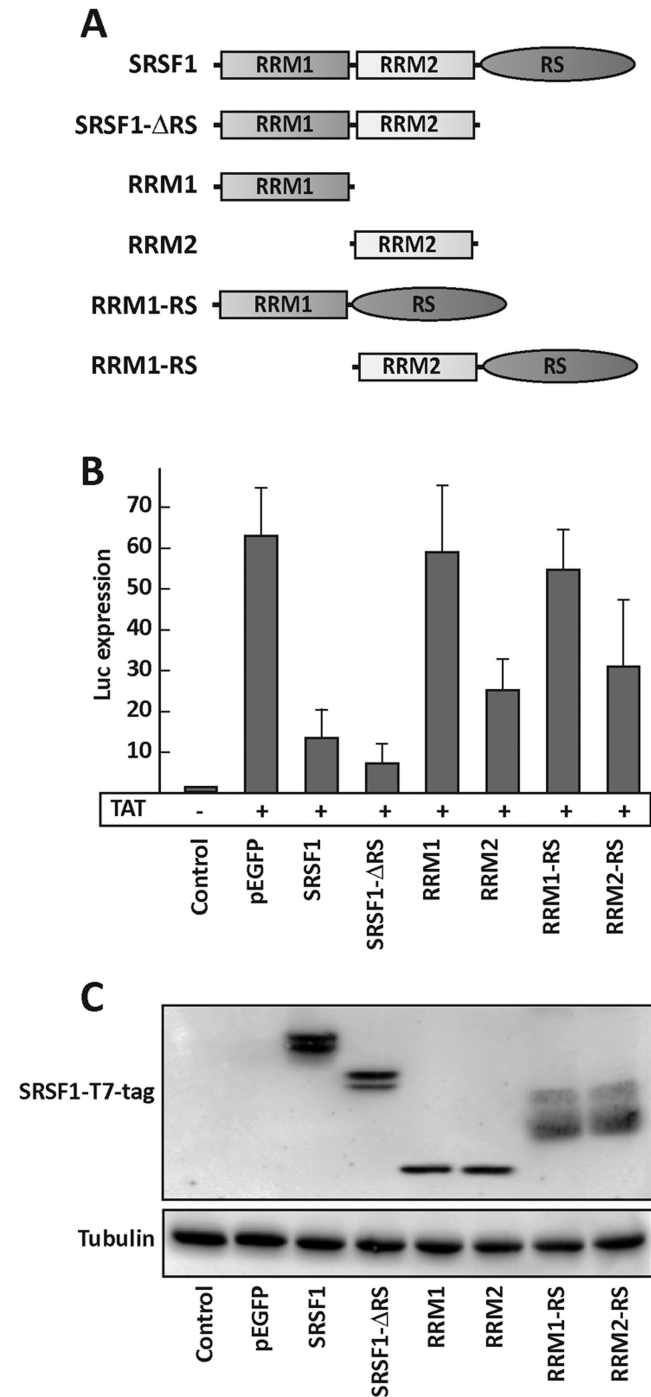 A
SRSF1 RRM1 RRM2 RS
SRSF1-ΔRS RRM1 RRM2
RRM1 RRM1
RRM2 RRM2
RRM1-RS RRM1 RS
RRM1-RS RRM2 RS
B
Luc expression
70
60
50
40
30
20
10
TAT - + + + + + + +
Control pEGFP SRSF1 SRSF1-ΔRS RRM1 RRM2 RRM1-RS RRM2-RS
C
SRSF1-T7-tag
Tubulin
Control pEGFP SRSF1 SRSF1-ΔRS RRM1 RRM2 RRM1-RS RRM2-RS